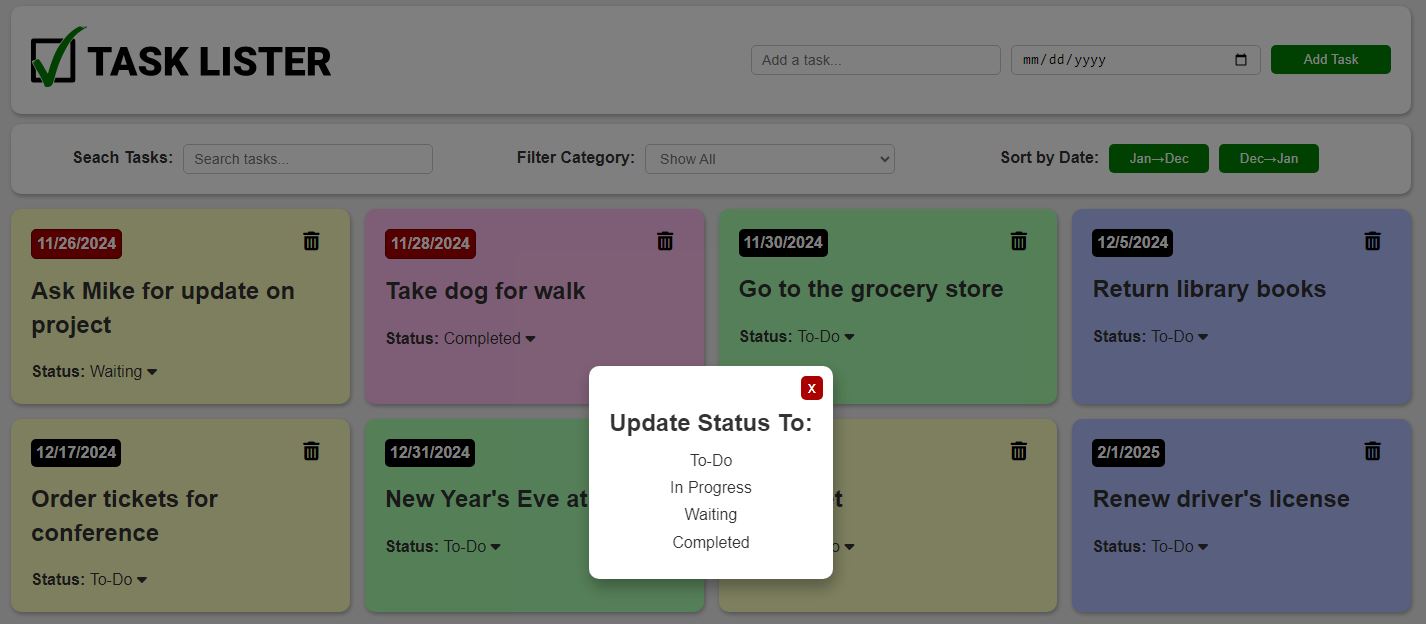 TASK LISTER
Add a task...
mm/dd/yyyy
Add Task
Seach Tasks:
Search tasks...
Filter Category:
Show All
Sort by Date:
Jan→Dec
Dec→Jan
11/26/2024
Ask Mike for update on
project
Status: Waiting
11/28/2024
Take dog for walk
Status: Completed
11/30/2024
Go to the grocery store
Status: To-Do
12/5/2024
Return library books
Status: To-Do
12/17/2024
Order tickets for
conference
Status: To-Do
12/31/2024
New Year's Eve at
Status: To-Do
2/1/2025
Renew driver's license
Status: To-Do
X
Update Status To:
To-Do
In Progress
Waiting
Completed